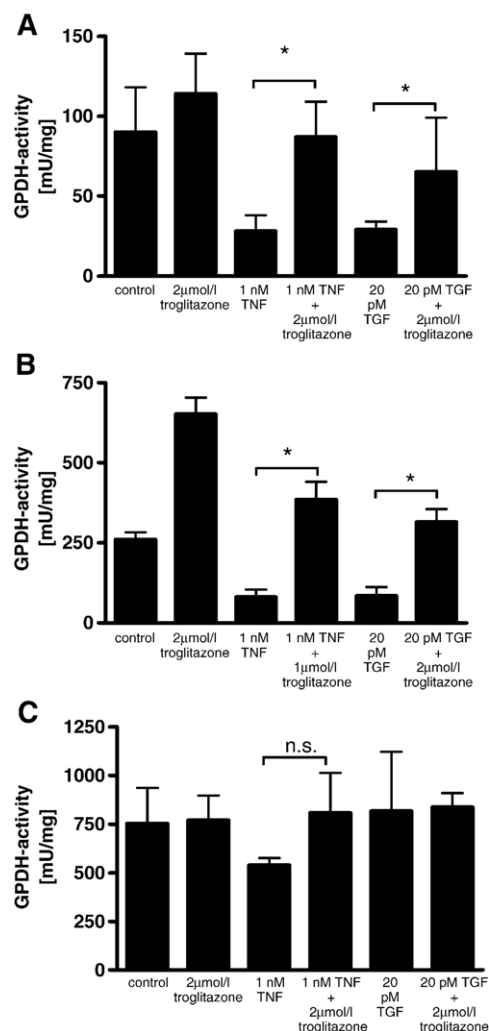 A
GPDH-activity
[mU/mg]
150
100
50
0
*
*
control
2μmol/l
troglitazone
1 nM
TNF
1 nM TNF
+
2μmol/l
troglitazone
20
pM
TGF
20 pM TGF
+
2μmol/l
troglitazone
B
GPDH-activity
[mU/mg]
750
500
250
0
*
*
control
2μmol/l
troglitazone
1 nM
TNF
1 nM TNF
+
1μmol/l
troglitazone
20
pM
TGF
20 pM TGF
+
2μmol/l
troglitazone
C
GPDH-activity
[mU/mg]
1250
1000
750
500
250
0
n.s.
control
2μmol/l
troglitazone
1 nM
TNF
1 nM TNF
+
2μmol/l
troglitazone
20
pM
TGF
20 pM TGF
+
2μmol/l
troglitazone